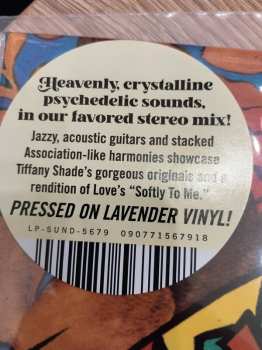 Heavenly, crystalline
psychedelic sounds,
in our favored stereo mix!
Jazzy, acoustic guitars and stacked
Association-like harmonies showcase
Tiffany Shade's gorgeous originals and a
rendition of Love's "Softly To Me."
PRESSED ON LAVENDER VINYL!
LP-SUND-5679 090771567918